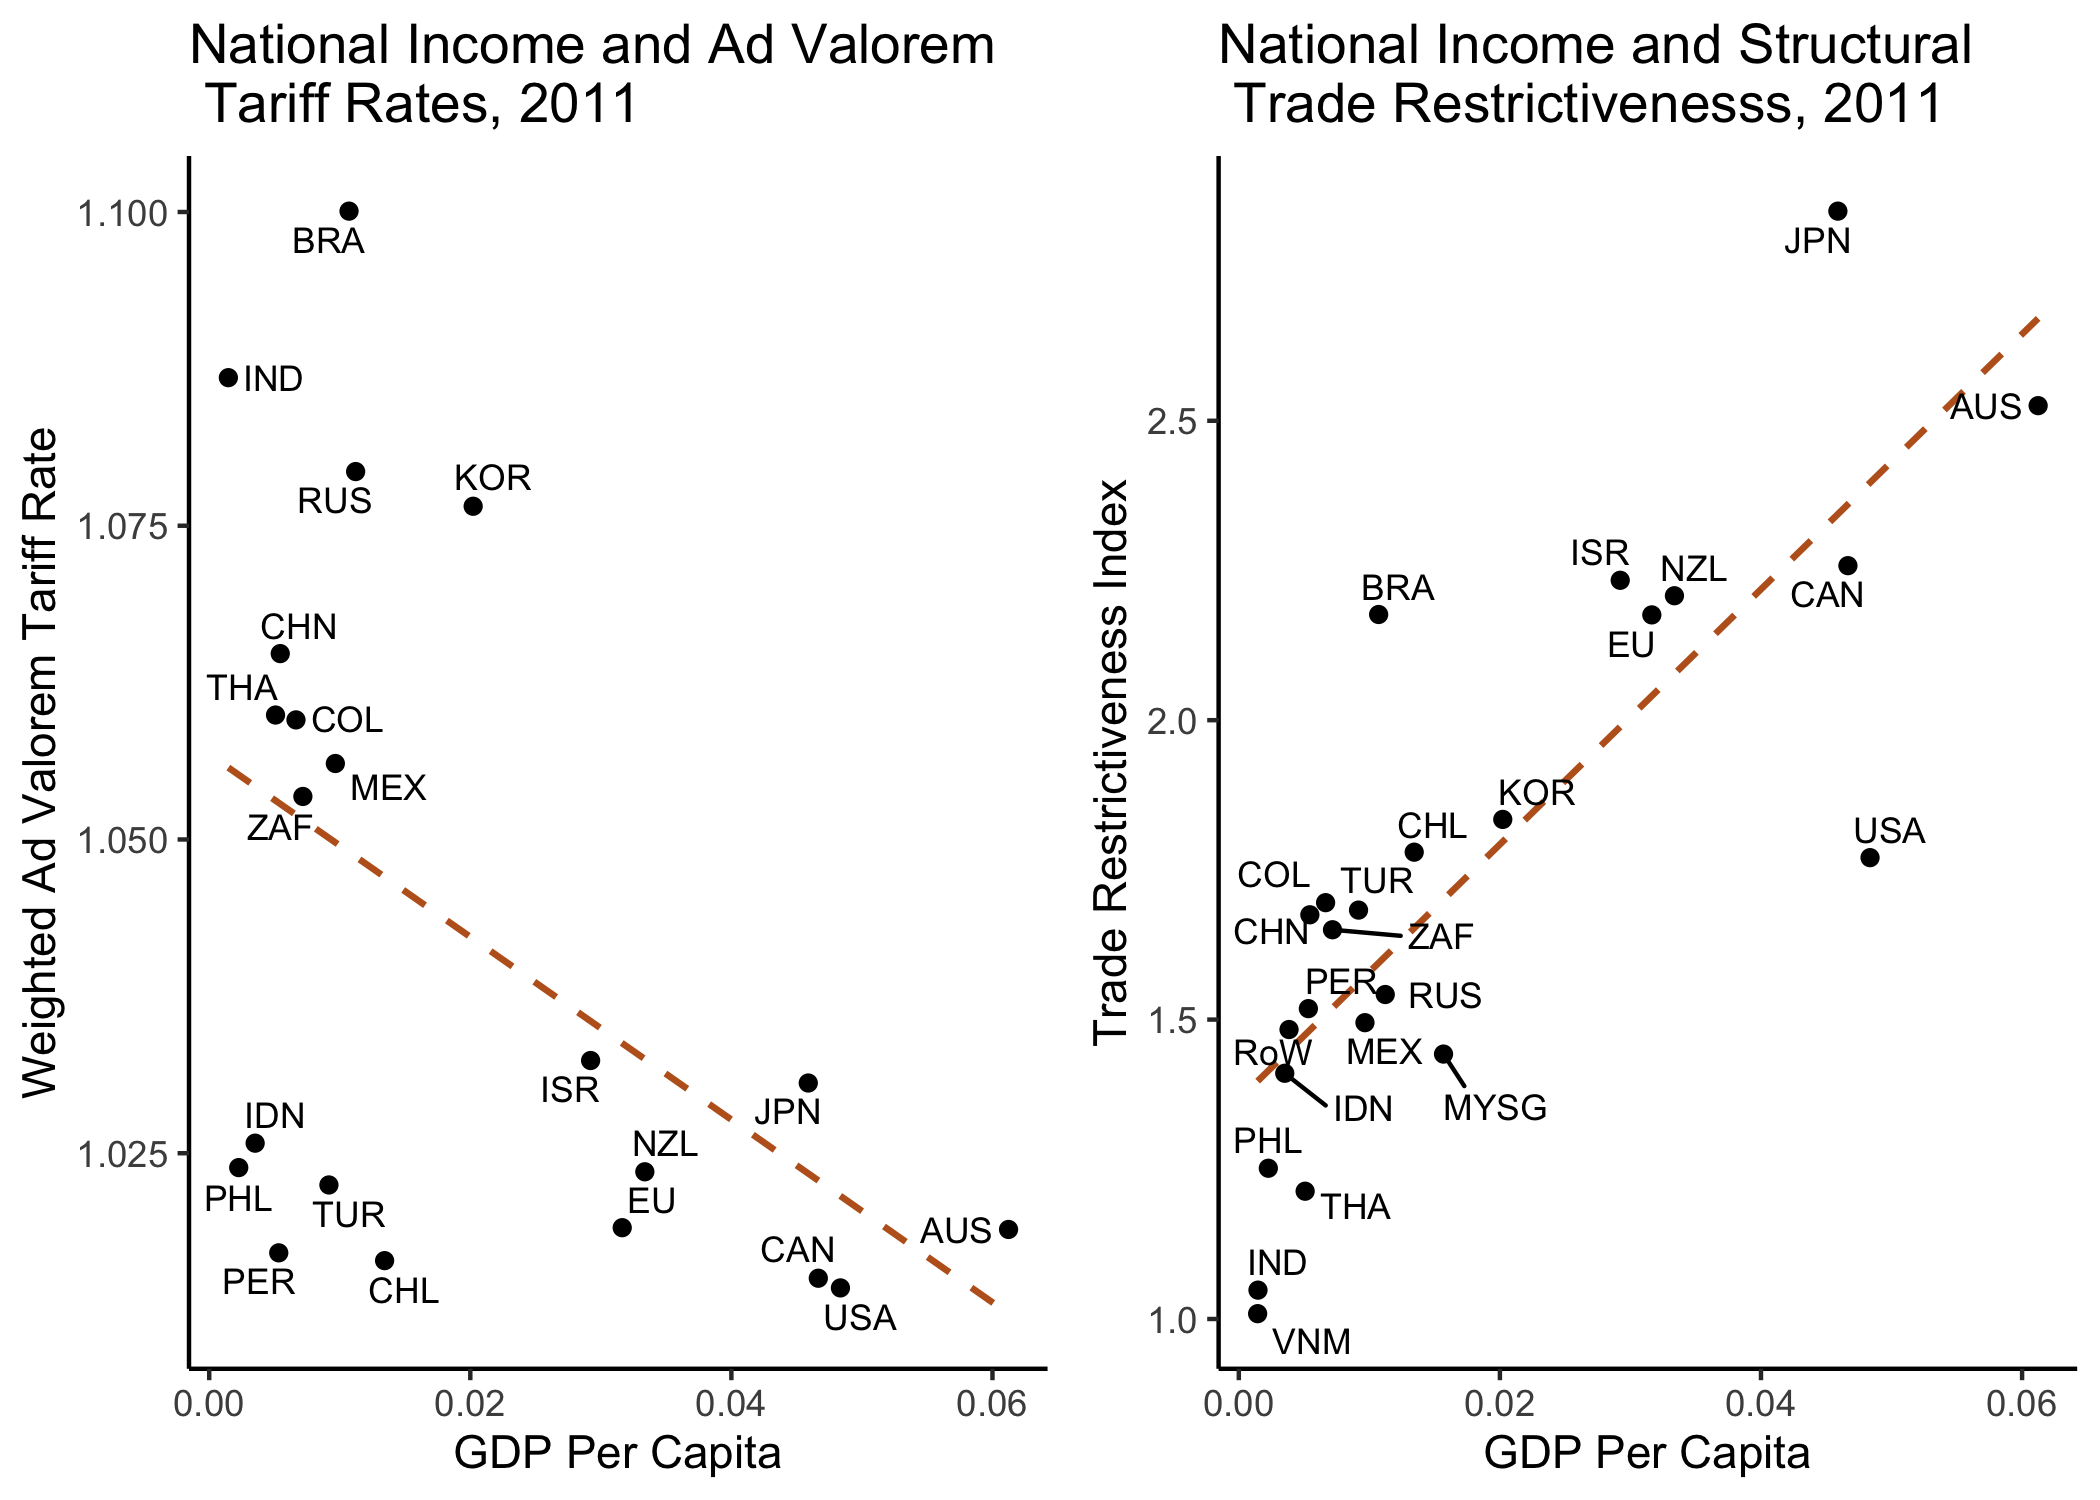 National Income and Ad Valorem
Tariff Rates, 2011
Weighted Ad Valorem Tariff Rate
1.100
1.075
1.050
1.025
BRA
IND
RUS
KOR
CHN
THA
COL
MEX
ZAF
ISR
JPN
IDN
NZL
PHL
TUR
EU
AUS
PER
CHL
CAN
USA
0.00
0.02
0.04
0.06
GDP Per Capita
National Income and Structural
Trade Restrictivenesss, 2011
Trade Restrictiveness Index
2.5
2.0
1.5
1.0
JPN
AUS
ISR
NZL
BRA
CAN
EU
KOR
CHL
USA
COL
TUR
CHN
ZAF
PER
RUS
RoW
MEX
IDN
MYSG
PHL
THA
IND
VNM
0.00
0.02
0.04
0.06
GDP Per Capita